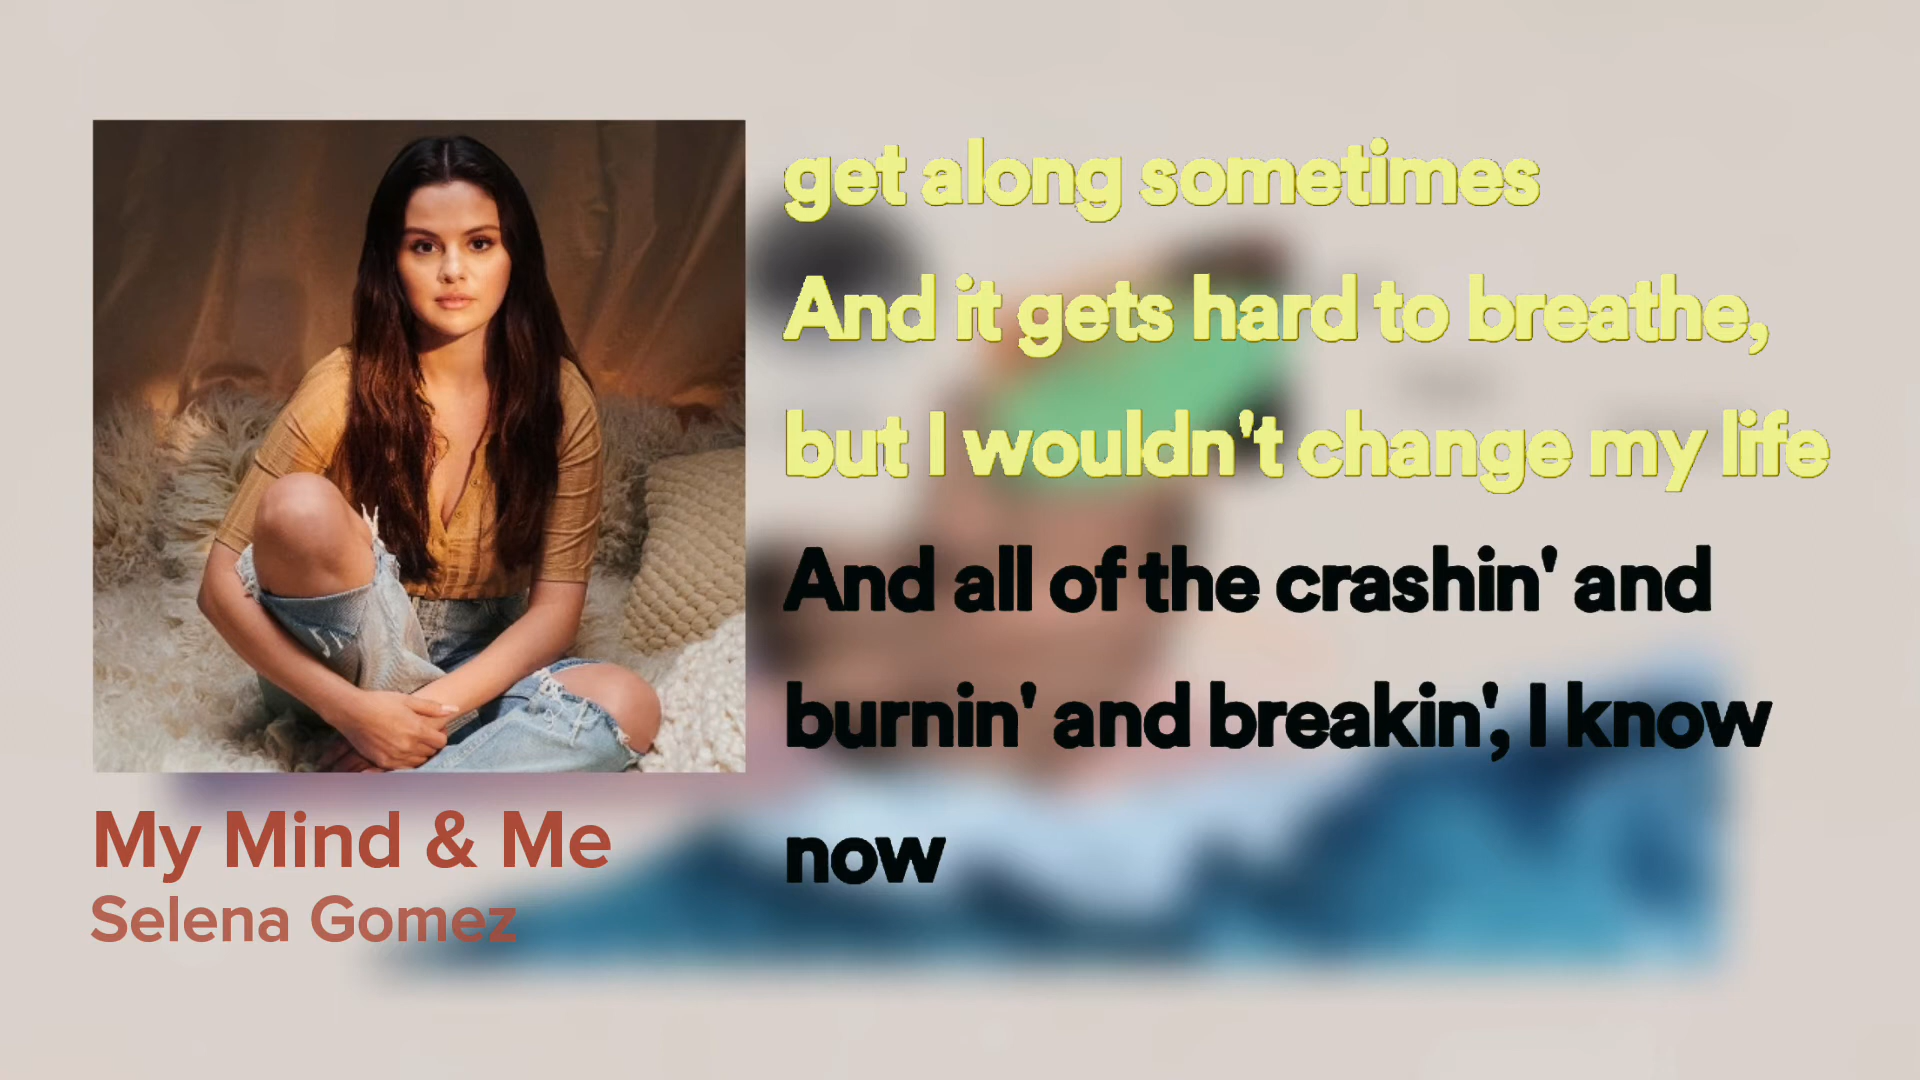 get along sometimes
And it gets hard to breathe,
but I wouldn't change my life
And all of the crashin' and
burnin' and breakin', I know
now
My Mind & Me
Selena Gomez